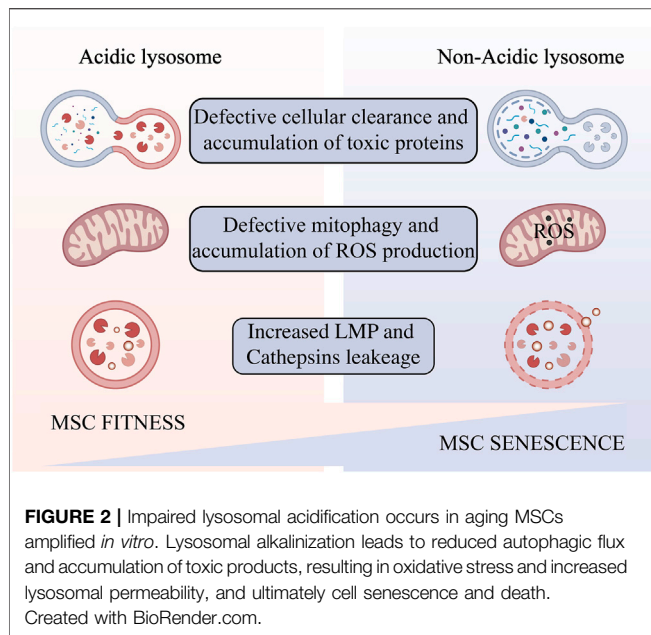 Acidic lysosome
Non-Acidic lysosome
Defective cellular clearance and
accumulation of toxic proteins
Defective mitophagy and
accumulation of ROS production
ROS
Increased LMP and
Cathepsins leakeage
MSC FITNESS
MSC SENESCENCE
FIGURE 2 | Impaired lysosomal acidification occurs in aging MSCs
amplified in vitro. Lysosomal alkalinization leads to reduced autophagic flux
and accumulation of toxic products, resulting in oxidative stress and increased
lysosomal permeability, and ultimately cell senescence and death.
Created with BioRender.com.